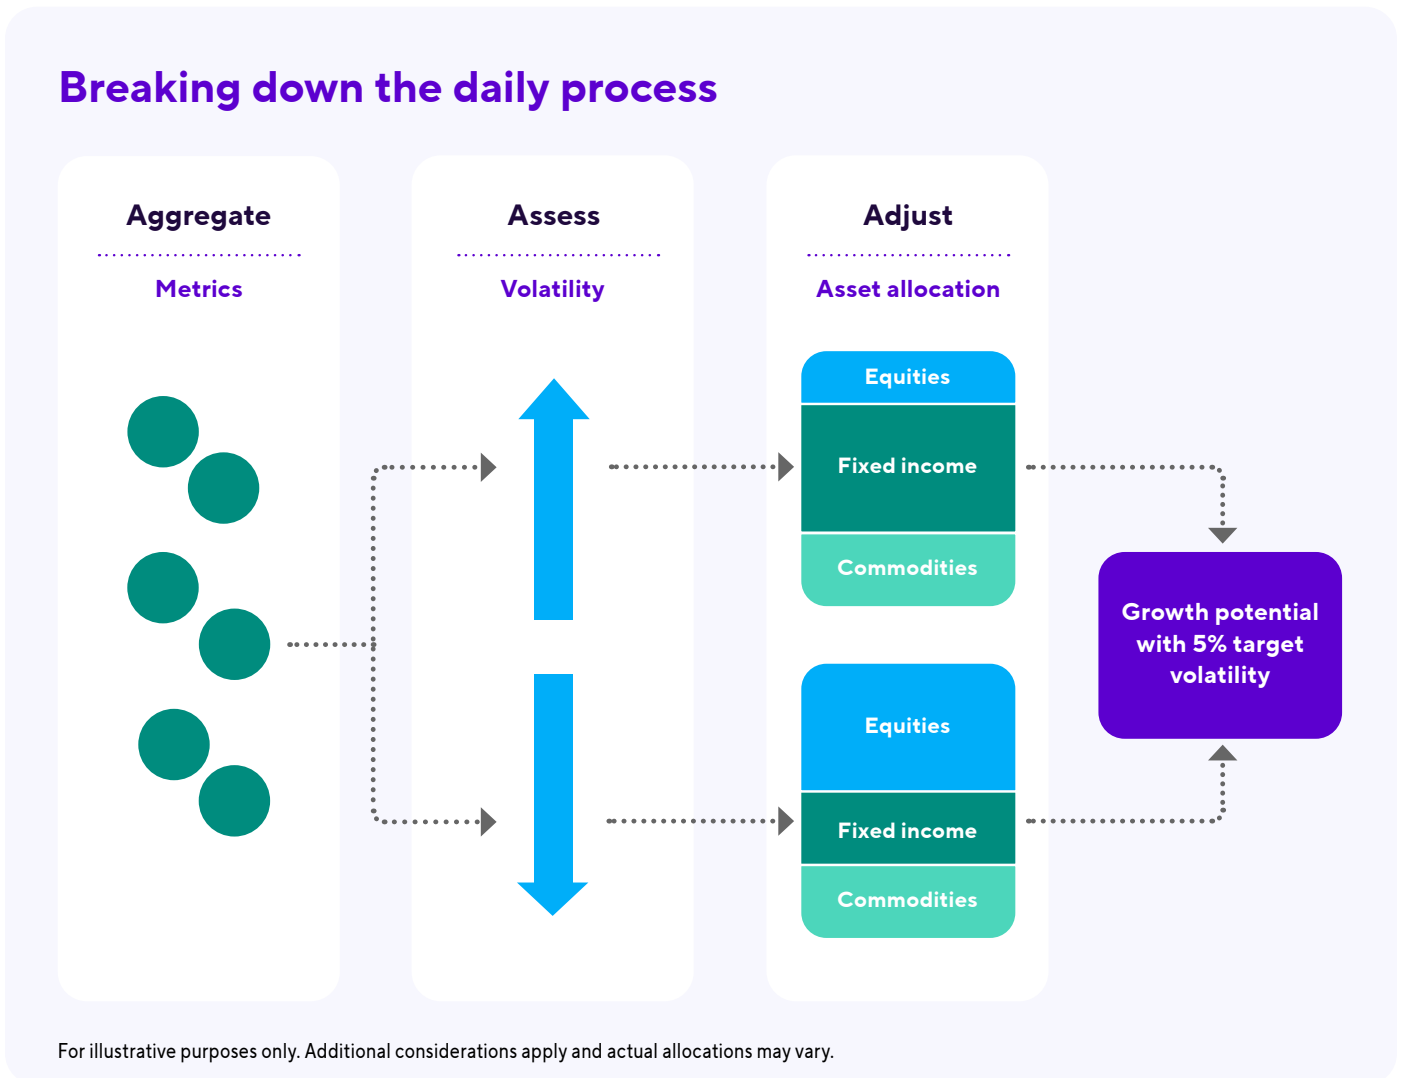 Breaking down the daily process
Aggregate
Metrics
Assess
Volatility
Adjust
Asset allocation
Equities
Fixed income
Commodities
Equities
Fixed income
Commodities
Growth potential
with 5% target
volatility
For illustrative purposes only. Additional considerations apply and actual allocations may vary.